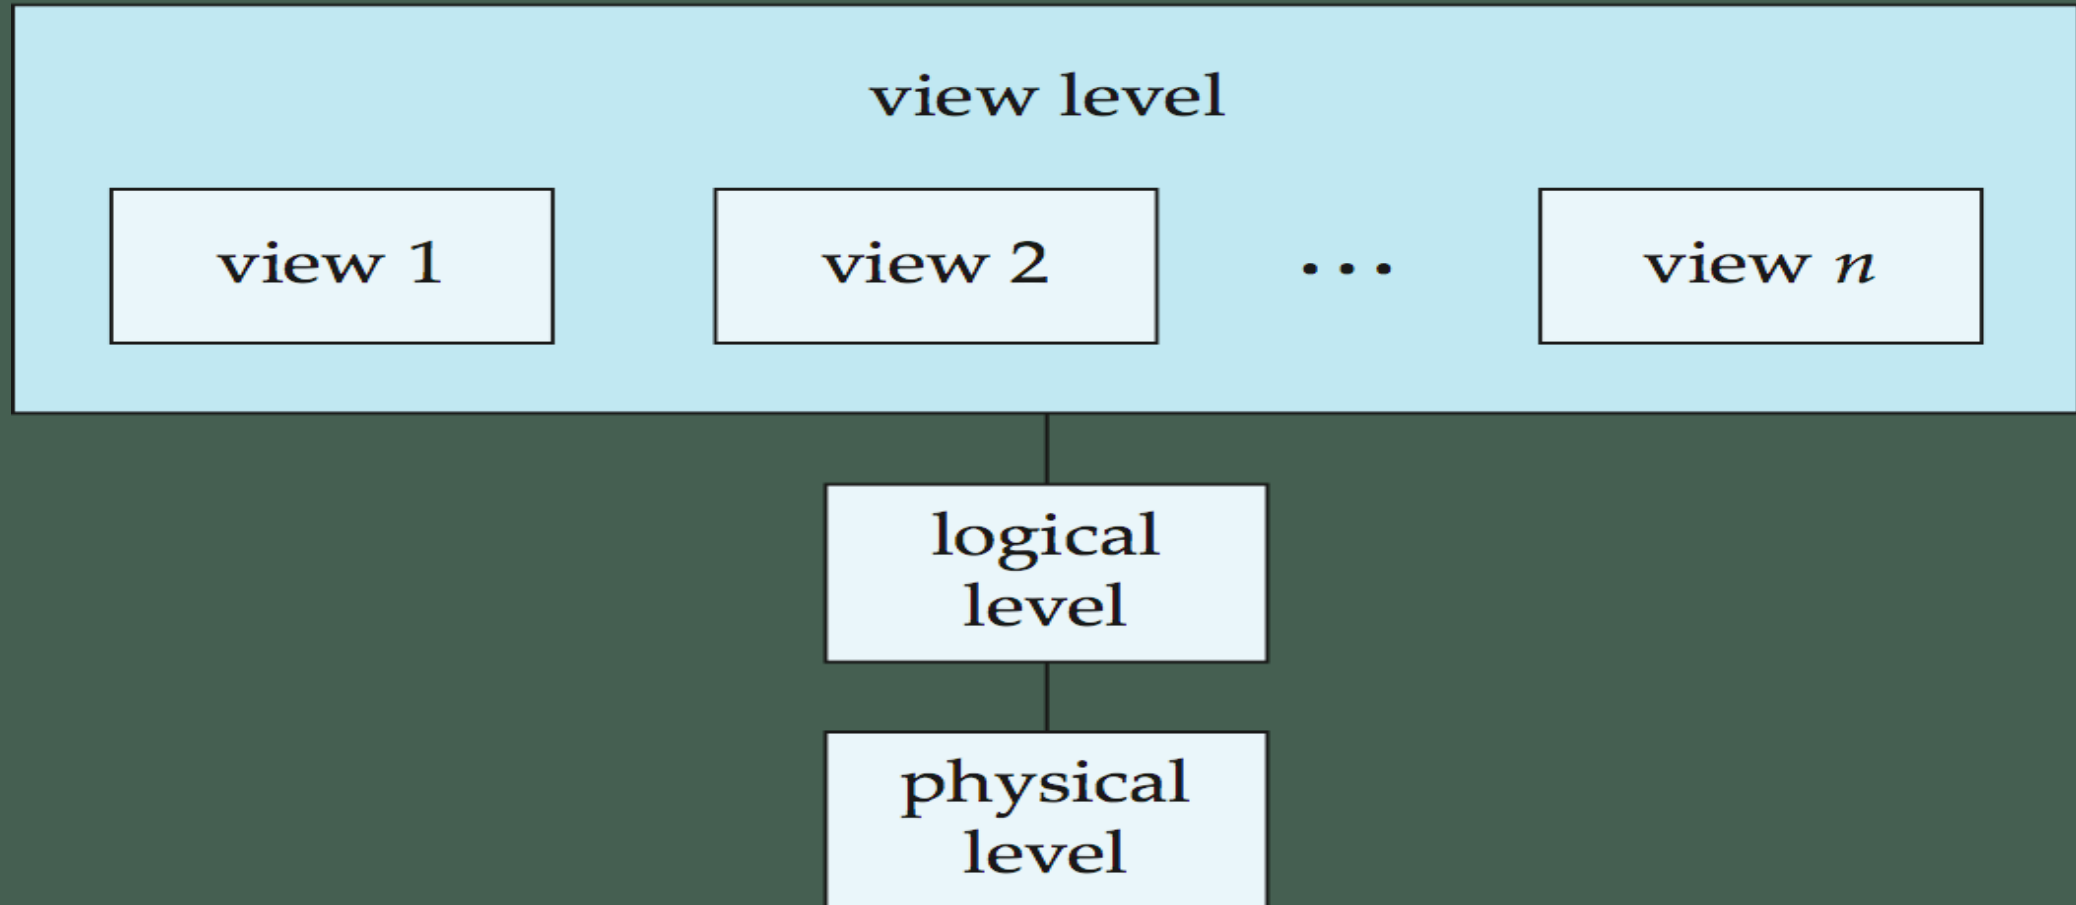 view level
view 1
view 2
...
view n
logical
level
physical
level